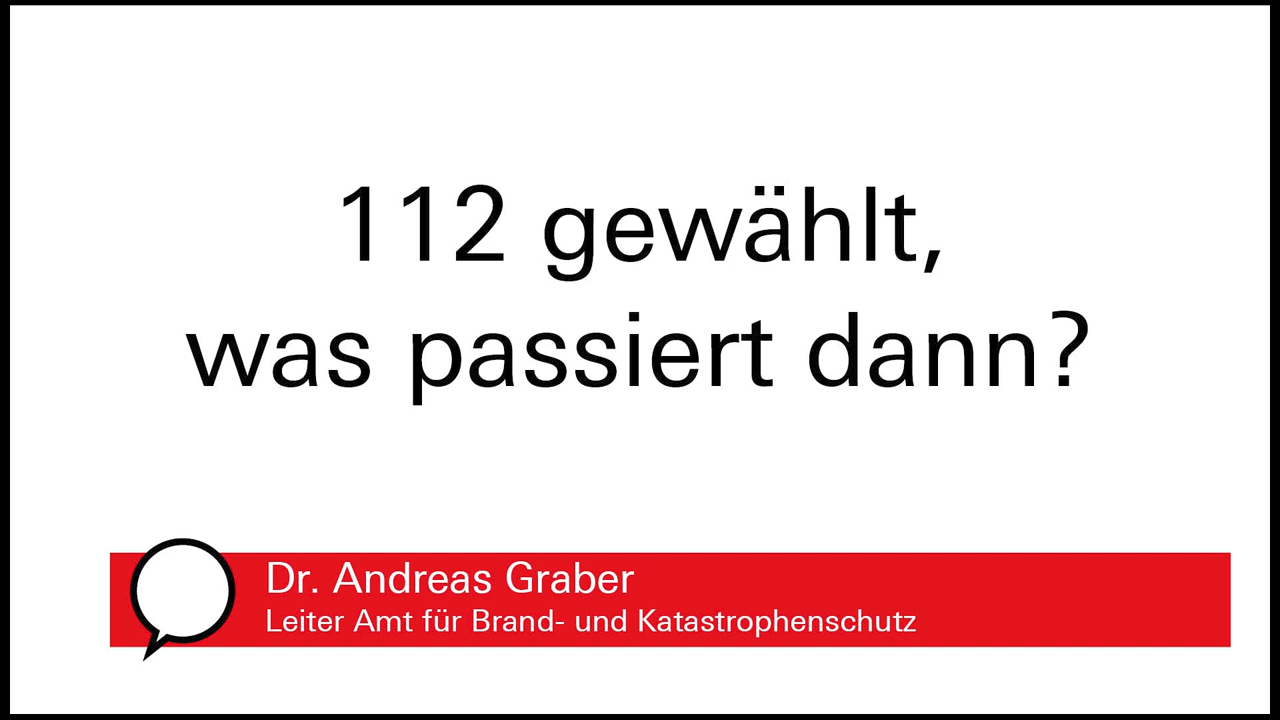 112 gewählt,
was passiert dann?
Dr. Andreas Graber
Leiter Amt für Brand- und Katastrophenschutz